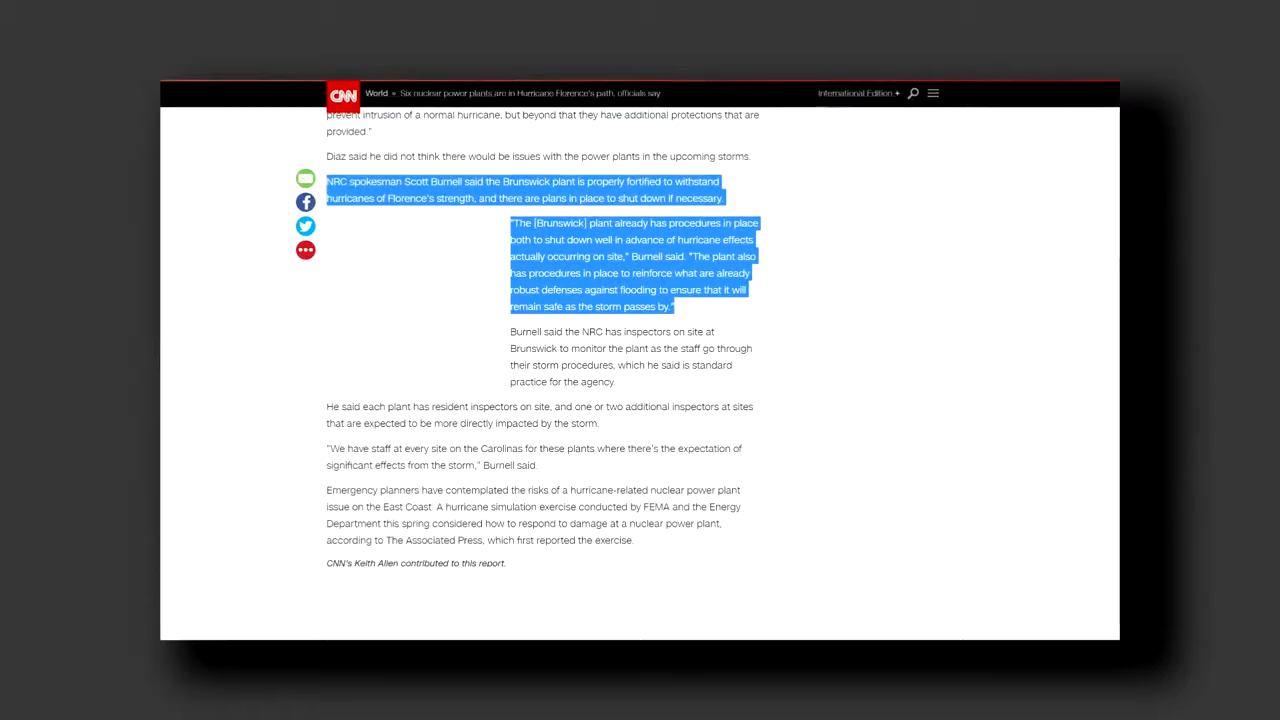 CNN World » Six nuclear power plants are in Hurricane Florence's path, officials say International Edition +
prevent intrusion of a normal hurricane, but beyond that they have additional protections that are
provided."
Diaz said he did not think there would be issues with the power plants in the upcoming storms.
NRC spokesman Scott Burnell said the Brunswick plant is properly fortified to withstand
hurricanes of Florence's strength, and there are plans in place to shut down if necessary.
"The [Brunswick] plant already has procedures in place
both to shut down well in advance of hurricane effects
actually occurring on site," Burnell said. "The plant also
has procedures in place to reinforce what are already
robust defenses against flooding to ensure that it will
remain safe as the storm passes by."
Burnell said the NRC has inspectors on site at
Brunswick to monitor the plant as the staff go through
their storm procedures, which he said is standard
practice for the agency.
He said each plant has resident inspectors on site, and one or two additional inspectors at sites
that are expected to be more directly impacted by the storm.
"We have staff at every site on the Carolinas for these plants where there's the expectation of
significant effects from the storm," Burnell said.
Emergency planners have contemplated the risks of a hurricane-related nuclear power plant
issue on the East Coast. A hurricane simulation exercise conducted by FEMA and the Energy
Department this spring considered how to respond to damage at a nuclear power plant,
according to The Associated Press, which first reported the exercise.
CNN's Keith Allen contributed to this report.